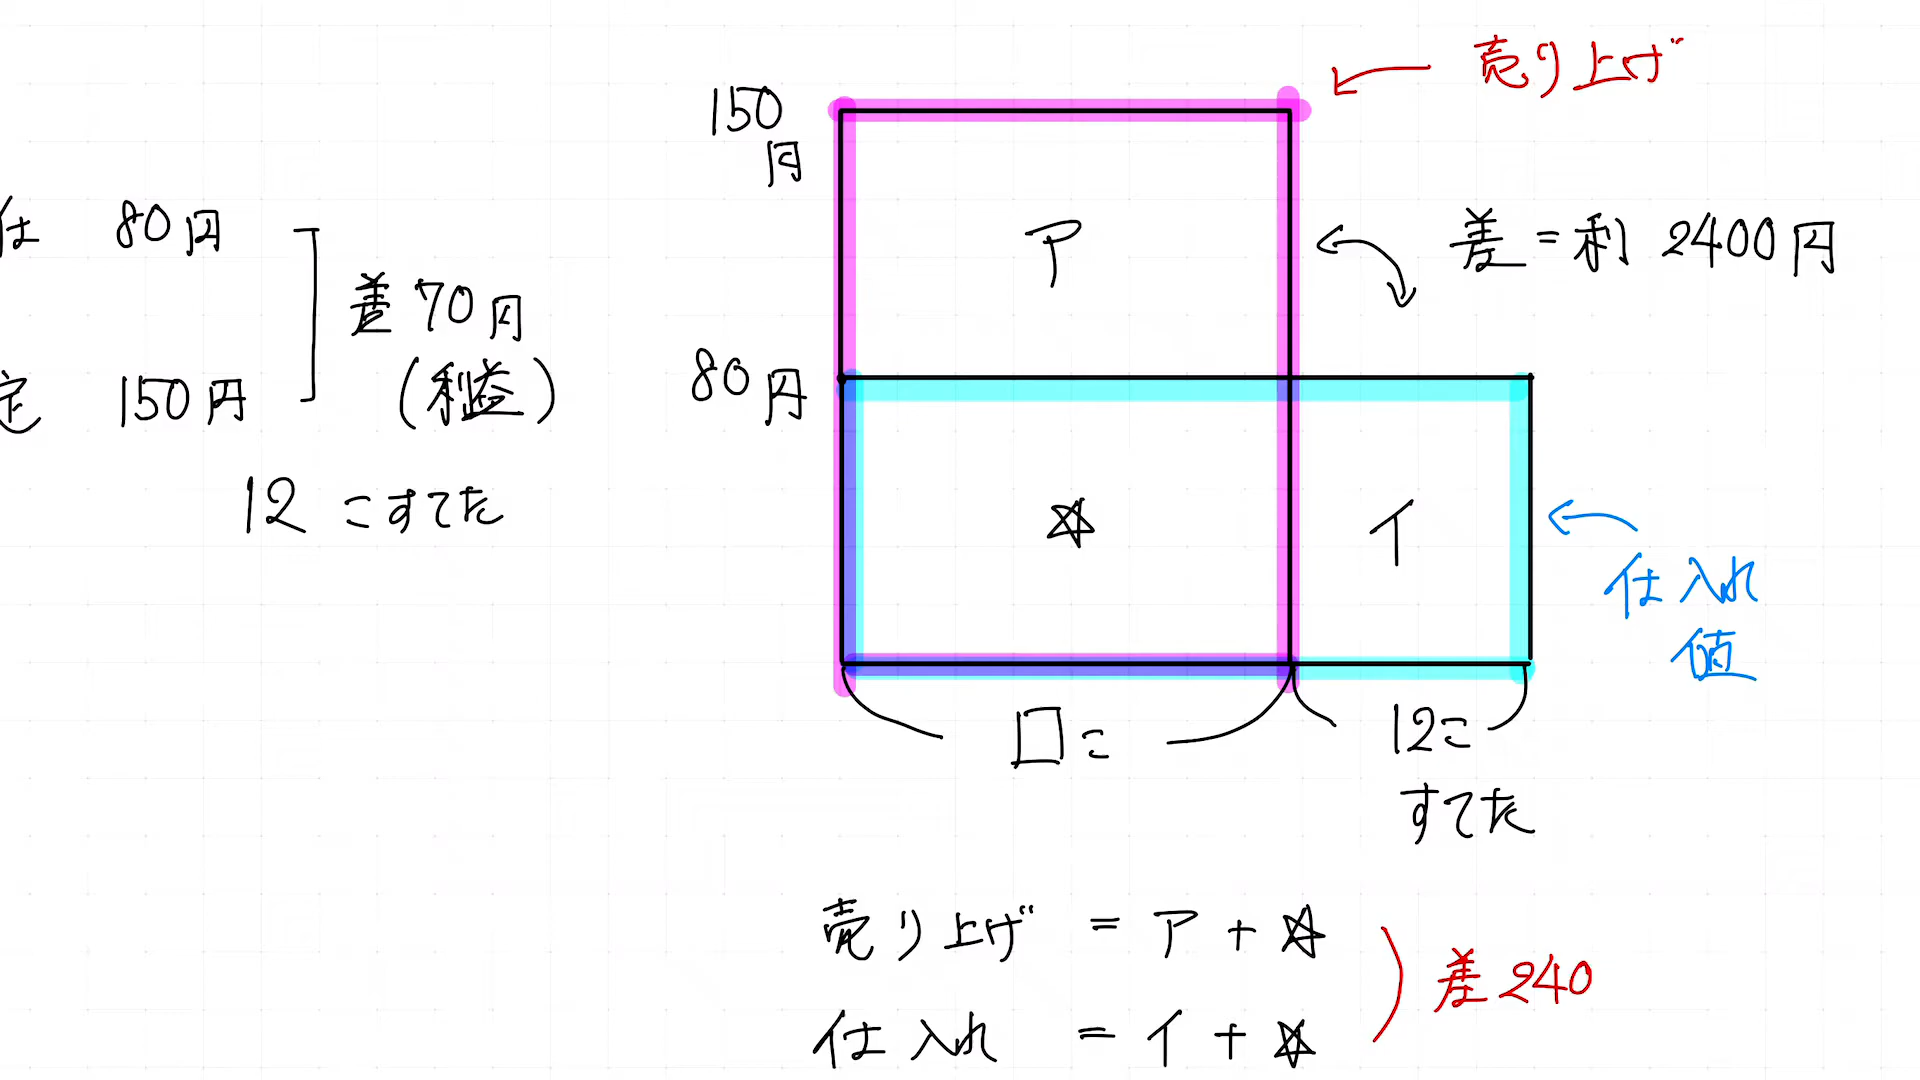 仕 80円
定 150円
差70円
(利益)
12 こすてた
150
円
80円
ア
☆
イ
売り上げ
差=利 2400円
仕入れ
値
□こ
12こ
すてた
売り上げ = ア + ☆
仕入れ = イ + ☆
差240